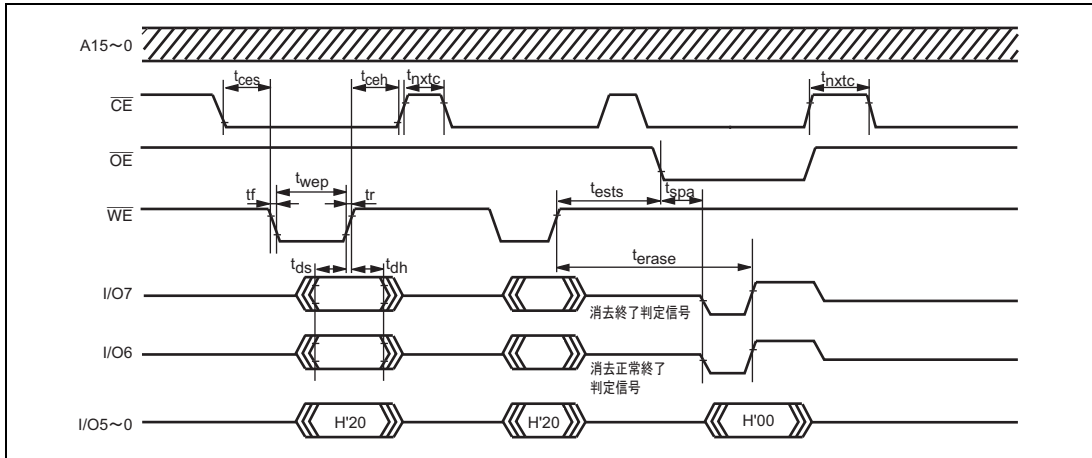 A15～0
tces
tceh
tnxtc
tnxtc
CE
OE
twep
tests
tspa
tf
tr
WE
terase
tds
tdh
I/O7
消去終了判定信号
I/O6
消去正常終了
判定信号
I/O5～0
H'20
H'20
H'00